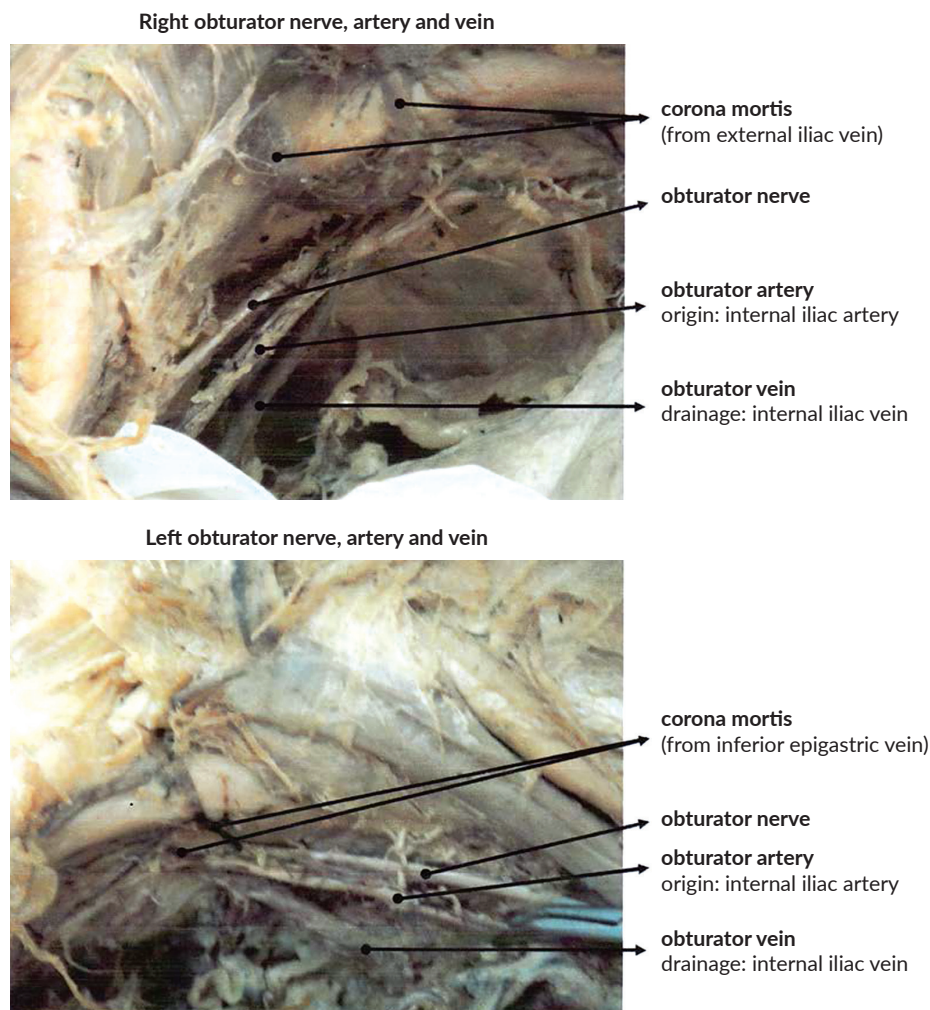 Right obturator nerve, artery and vein
corona mortis
(from external iliac vein)
obturator nerve
obturator artery
origin: internal iliac artery
obturator vein
drainage: internal iliac vein
Left obturator nerve, artery and vein
corona mortis
(from inferior epigastric vein)
obturator nerve
obturator artery
origin: internal iliac artery
obturator vein
drainage: internal iliac vein